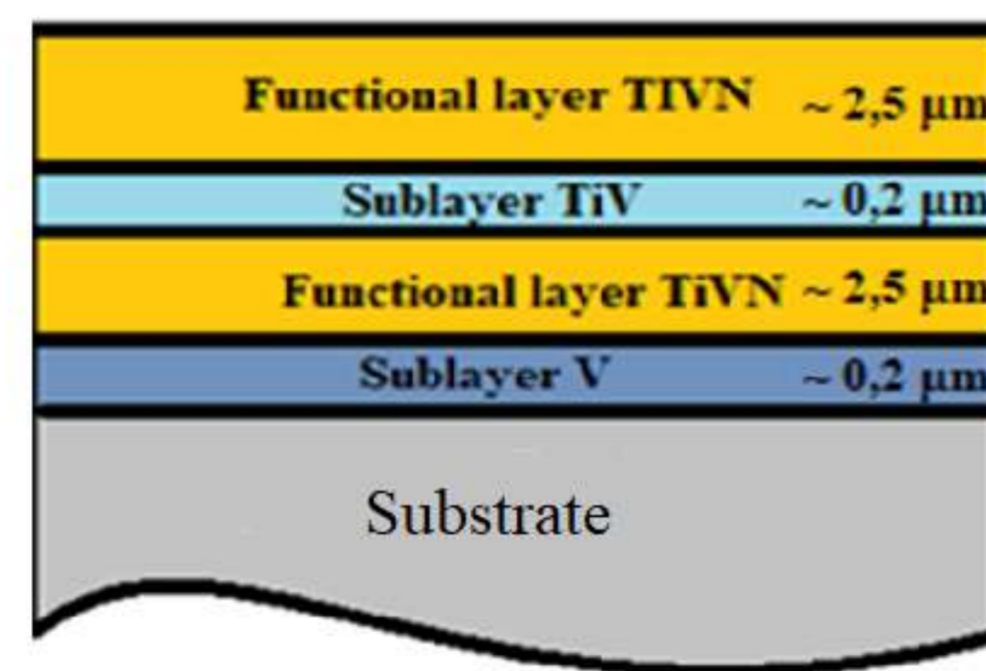 Functional layer TIVN ~ 2,5 μm
Sublayer TiV ~ 0,2 μm
Functional layer TiVN ~ 2,5 μm
Sublayer V ~ 0,2 μm
Substrate